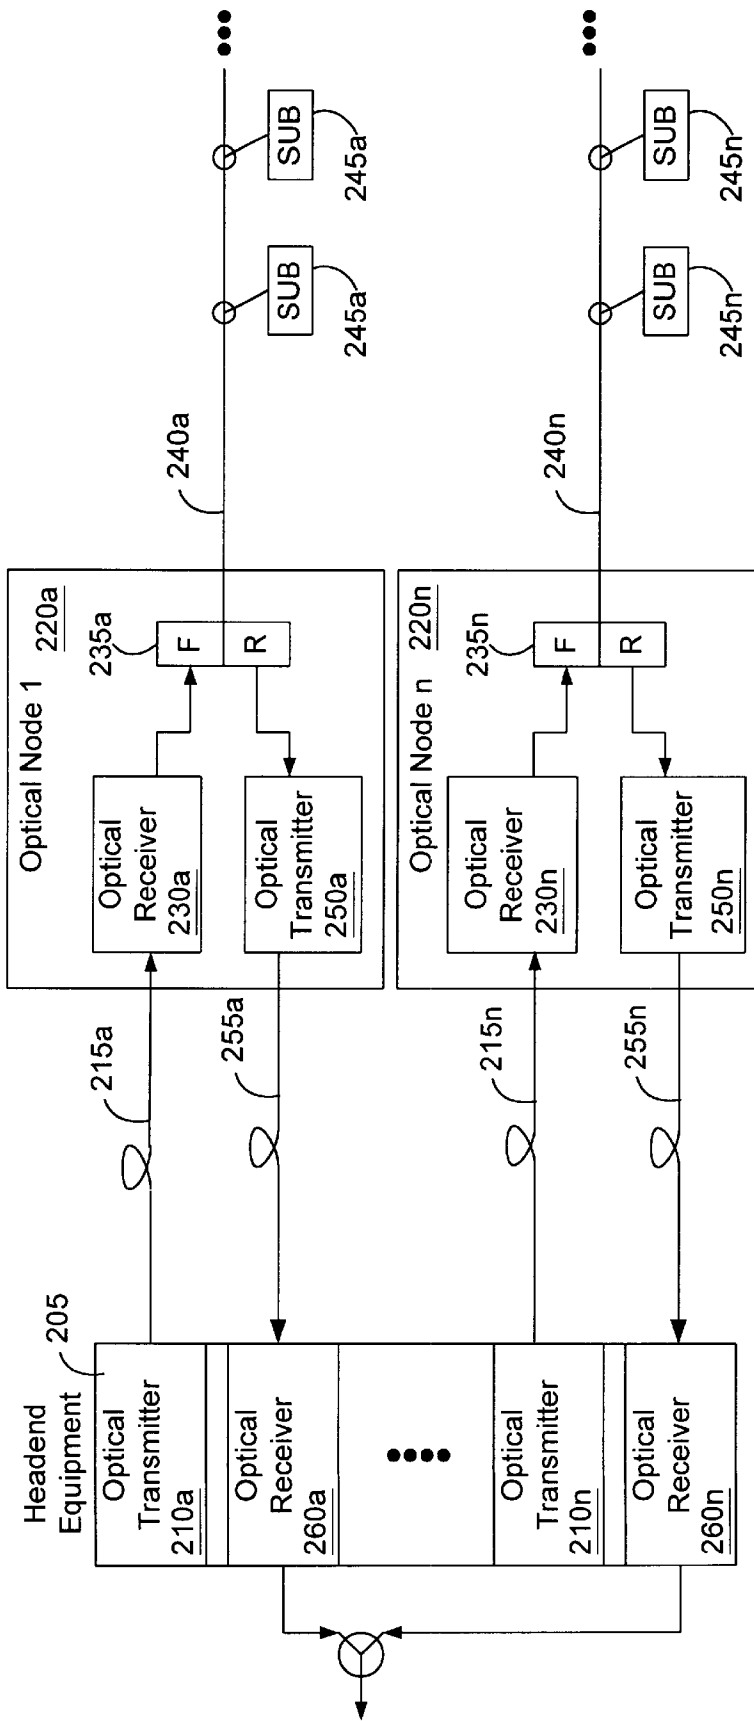 Headend
Equipment
205
Optical
Transmitter
210a
Optical
Receiver
260a
Optical
Transmitter
210n
Optical
Receiver
260n
215a
255a
215n
255n
Optical Node 1
220a
Optical
Receiver
230a
235a
F
R
Optical
Transmitter
250a
240a
SUB
245a
SUB
245a
Optical Node n
220n
Optical
Receiver
230n
235n
F
R
Optical
Transmitter
250n
240n
SUB
245n
SUB
245n